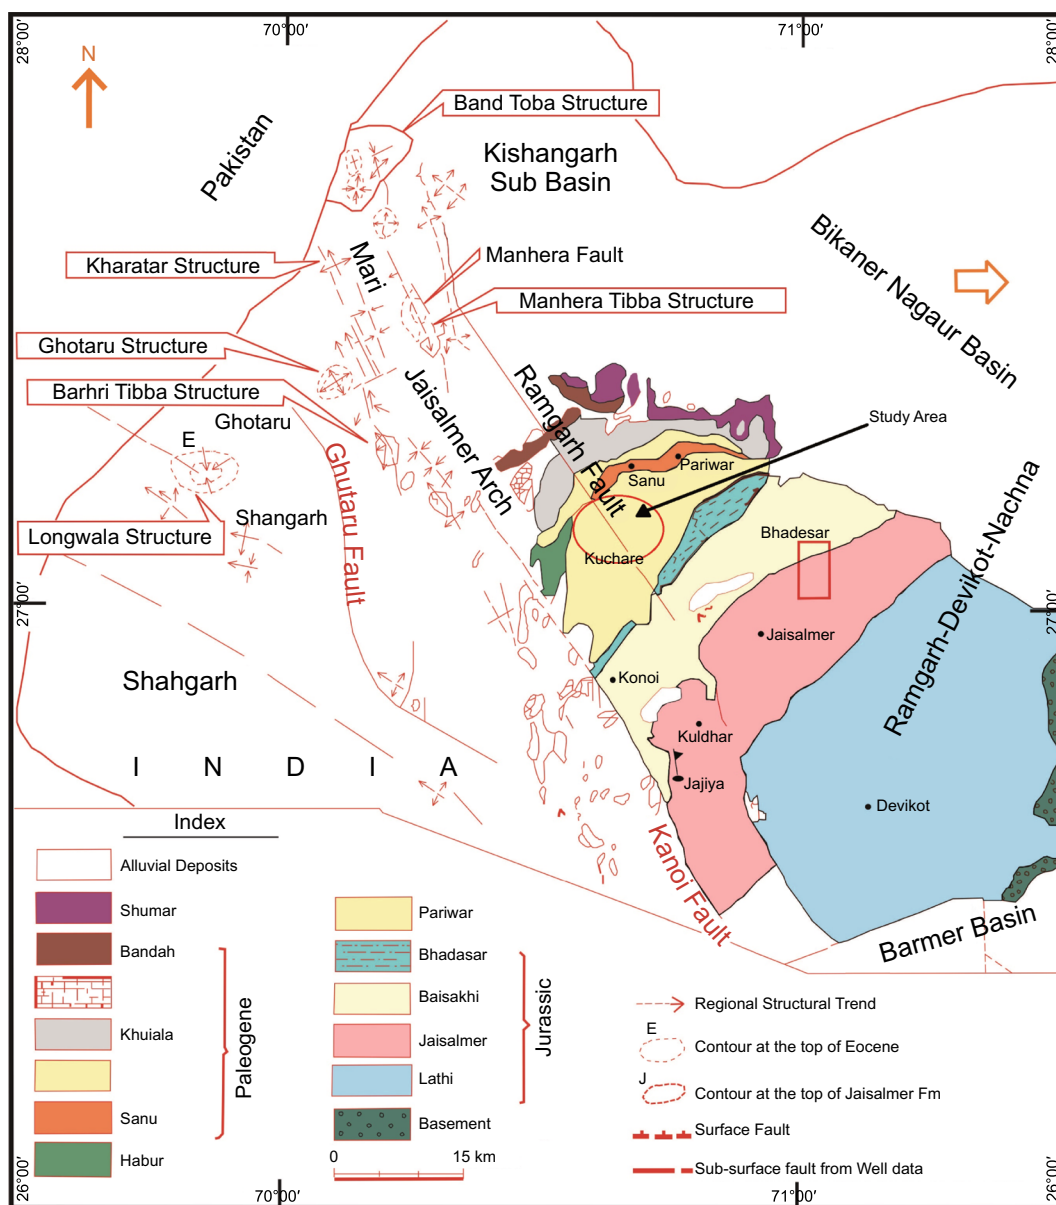 70°00′
71°00′
28°00′
28°00′
N
Band Toba Structure
Pakistan
Kishangarh
Sub Basin
Bikaner Nagaur Basin
Mari
Manhera Fault
Kharatar Structure
Manhera Tibba Structure
Ghotaru Structure
Barhri Tibba Structure
Ghotaru
Jaisalmer Arch
Ramgarh Fault
Study Area
E
Pariwar
Sanu
Ghutaru Fault
Shangarh
Longwala Structure
Bhadesar
Kuchare
Ramgarh-Devikot-Nachna
27°00′
27°00′
Jaisalmer
Shahgarh
Konoi
Kuldhar
I N D I A
Jajiya
Devikot
Kanoi Fault
Barmer Basin
Index
Alluvial Deposits
Shumar
Bandah
Khuiala
Sanu
Habur
Paleogene
Pariwar
Bhadasar
Baisakhi
Jaisalmer
Lathi
Basement
Jurassic
0 15 km
Regional Structural Trend
E
Contour at the top of Eocene
J
Contour at the top of Jaisalmer Fm
Surface Fault
Sub-surface fault from Well data
26°00′
26°00′
70°00′
71°00′